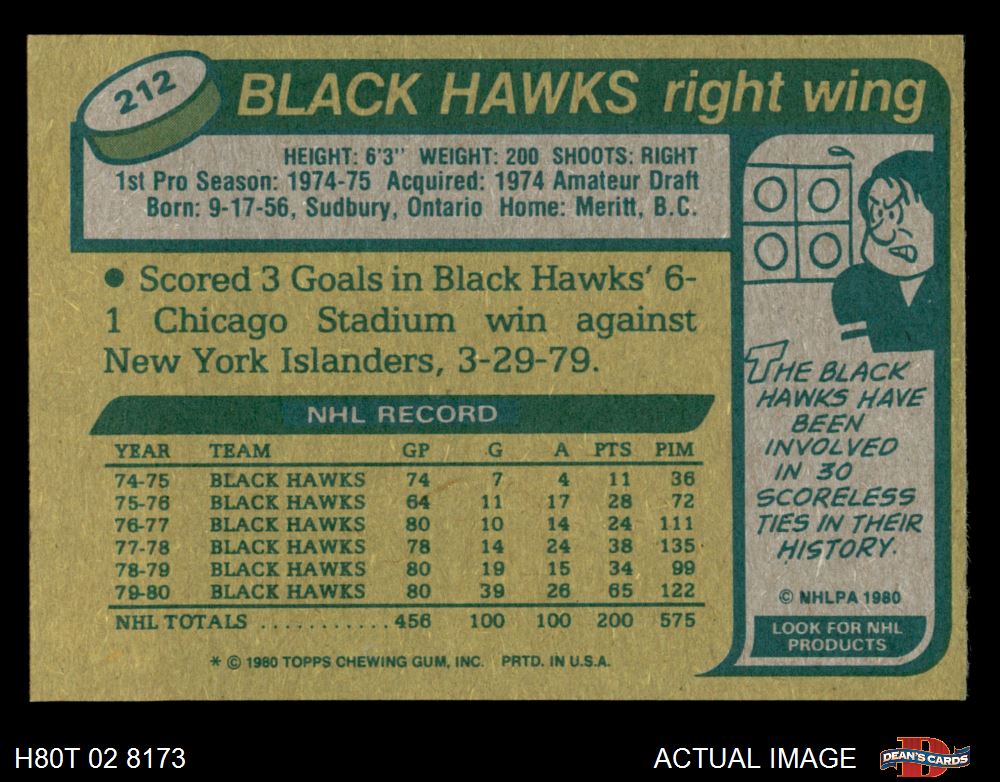 212
BLACK HAWKS right wing
HEIGHT: 6'3" WEIGHT: 200 SHOOTS: RIGHT
1st Pro Season: 1974-75 Acquired: 1974 Amateur Draft
Born: 9-17-56, Sudbury, Ontario Home: Meritt, B.C.
• Scored 3 Goals in Black Hawks' 6-
1 Chicago Stadium win against
New York Islanders, 3-29-79.
NHL RECORD
YEAR TEAM GP G A PTS PIM
74-75 BLACK HAWKS 74 7 4 11 36
75-76 BLACK HAWKS 64 11 17 28 72
76-77 BLACK HAWKS 80 10 14 24 111
77-78 BLACK HAWKS 78 14 24 38 135
78-79 BLACK HAWKS 80 19 15 34 99
79-80 BLACK HAWKS 80 39 26 65 122
NHL TOTALS ........... 456 100 100 200 575
* © 1980 TOPPS CHEWING GUM, INC. PRTD. IN U.S.A.
THE BLACK
HAWKS HAVE
BEEN
INVOLVED
IN 30
SCORELESS
TIES IN THEIR
HISTORY.
© NHLPA 1980
LOOK FOR NHL
PRODUCTS
H80T 02 8173
ACTUAL IMAGE
DEAN'S CARDS